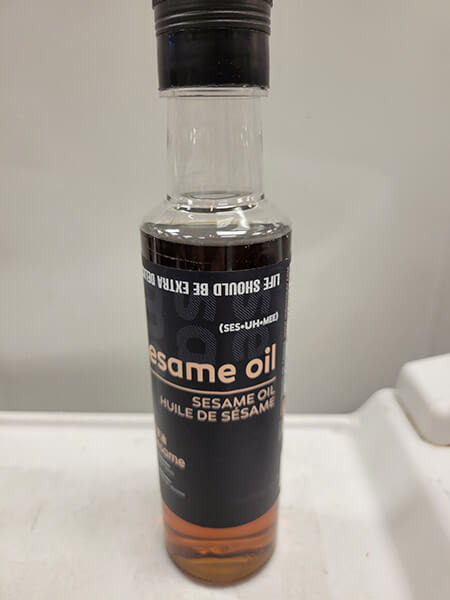 LIFE SHOULD BE EXTRA
(SES•UH•MEE)
esame oil
SESAME OIL
HUILE DE SÉSAME